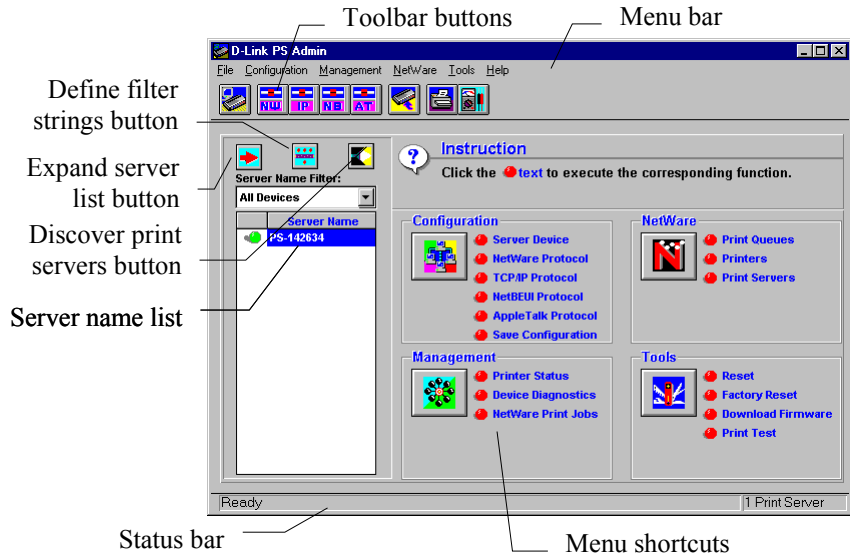 Toolbar buttons
Menu bar
D-Link PS Admin
File Configuration Management NetWare Tools Help
NW IP NB AT
Define filter
strings button
Expand server
list button
Discover print
servers button
Server name list
Server Name Filter:
All Devices
Server Name
PS-142634
Instruction
Click the text to execute the corresponding function.
Configuration
Server Device
NetWare Protocol
TCP/IP Protocol
NetBEUI Protocol
AppleTalk Protocol
Save Configuration
NetWare
Print Queues
Printers
Print Servers
Management
Printer Status
Device Diagnostics
NetWare Print Jobs
Tools
Reset
Factory Reset
Download Firmware
Print Test
Ready
1 Print Server
Status bar
Menu shortcuts